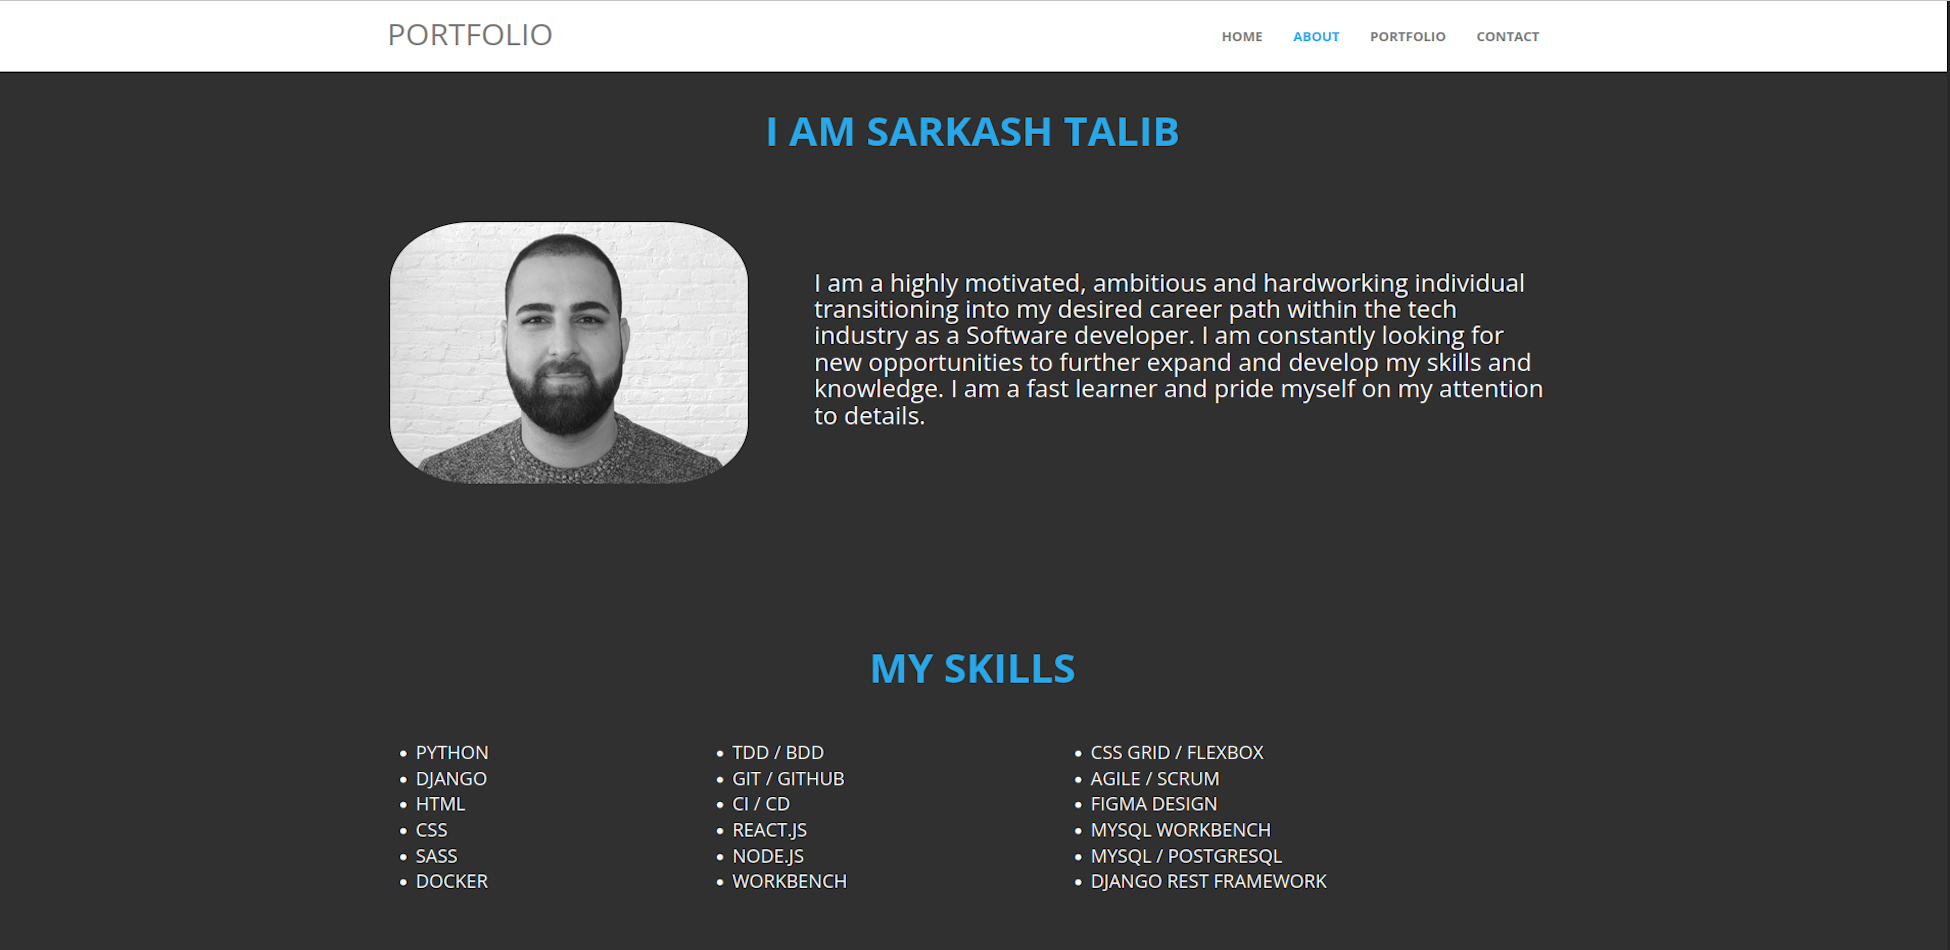 PORTFOLIO
HOME ABOUT PORTFOLIO CONTACT
I AM SARKASH TALIB
I am a highly motivated, ambitious and hardworking individual
transitioning into my desired career path within the tech
industry as a Software developer. I am constantly looking for
new opportunities to further expand and develop my skills and
knowledge. I am a fast learner and pride myself on my attention
to details.
MY SKILLS
PYTHON
DJANGO
HTML
CSS
SASS
DOCKER
TDD / BDD
GIT / GITHUB
CI / CD
REACT.JS
NODE.JS
WORKBENCH
CSS GRID / FLEXBOX
AGILE / SCRUM
FIGMA DESIGN
MYSQL WORKBENCH
MYSQL / POSTGRESQL
DJANGO REST FRAMEWORK